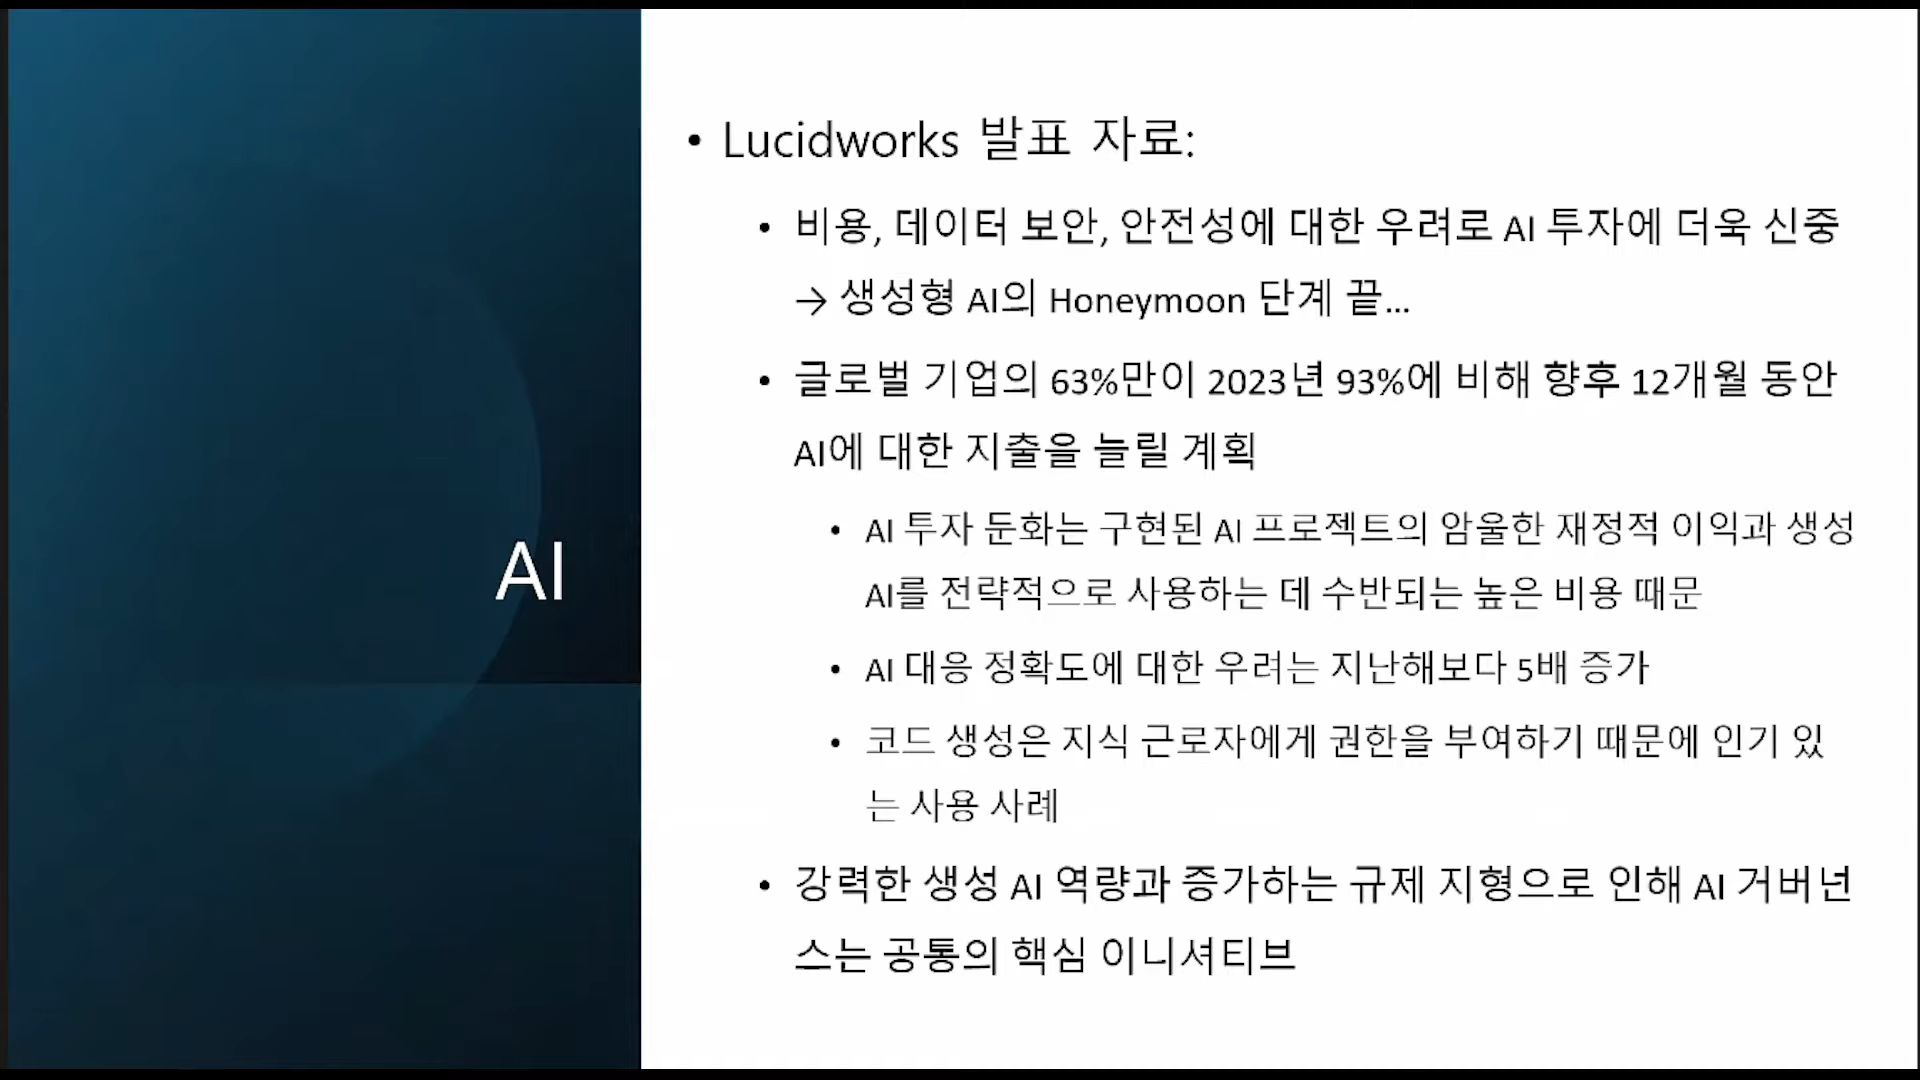 AI
• Lucidworks 발표 자료:
• 비용, 데이터 보안, 안전성에 대한 우려로 AI 투자에 더욱 신중
→ 생성형 AI의 Honeymoon 단계 끝...
• 글로벌 기업의 63%만이 2023년 93%에 비해 향후 12개월 동안
AI에 대한 지출을 늘릴 계획
• AI 투자 둔화는 구현된 AI 프로젝트의 암울한 재정적 이익과 생성
AI를 전략적으로 사용하는 데 수반되는 높은 비용 때문
• AI 대응 정확도에 대한 우려는 지난해보다 5배 증가
• 코드 생성은 지식 근로자에게 권한을 부여하기 때문에 인기 있
는 사용 사례
• 강력한 생성 AI 역량과 증가하는 규제 지형으로 인해 AI 거버넌
스는 공통의 핵심 이니셔티브